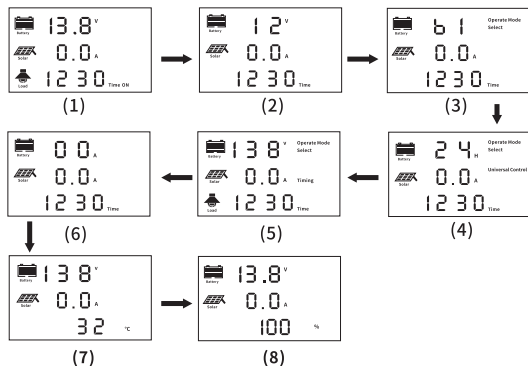 13.8 V
Battery
0.0 A
Solar
1230 Time ON
Load
(1)
12 V
Battery
0.0 A
Solar
1230 Time
(2)
b1 Operate Mode
Select
Battery
0.0 A
Solar
1230 Time
(3)
00 A
Battery
0.0 A
Solar
1230 Time
(6)
138 V Operate Mode
Select
Battery
0.0 A Timing
Solar
1230 Time
Load
(5)
24 H Operate Mode
Select
Battery
Universal Control
0.0 A
Solar
1230 Time
(4)
138 V
Battery
0.0 A
Solar
32 °C
(7)
13.8 V
Battery
0.0 A
Solar
100 %
(8)